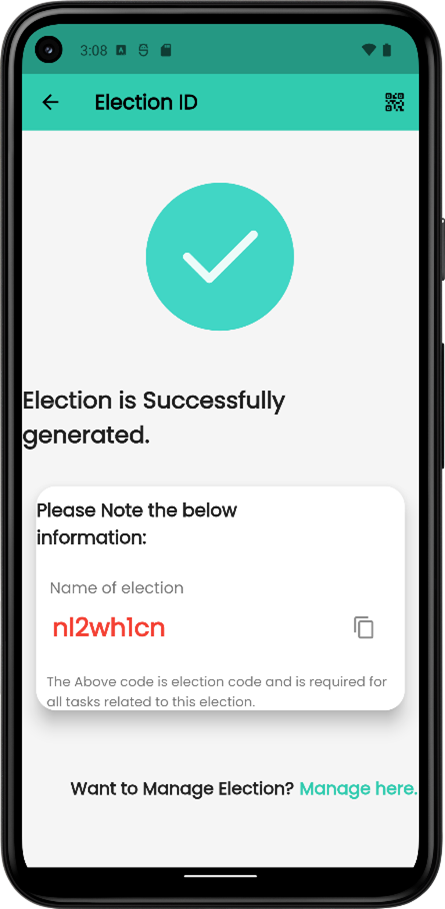 3:08
Election ID
Election is Successfully
generated.
Please Note the below
information:
Name of election
nl2wh1cn
The Above code is election code and is required for
all tasks related to this election.
Want to Manage Election? Manage here.